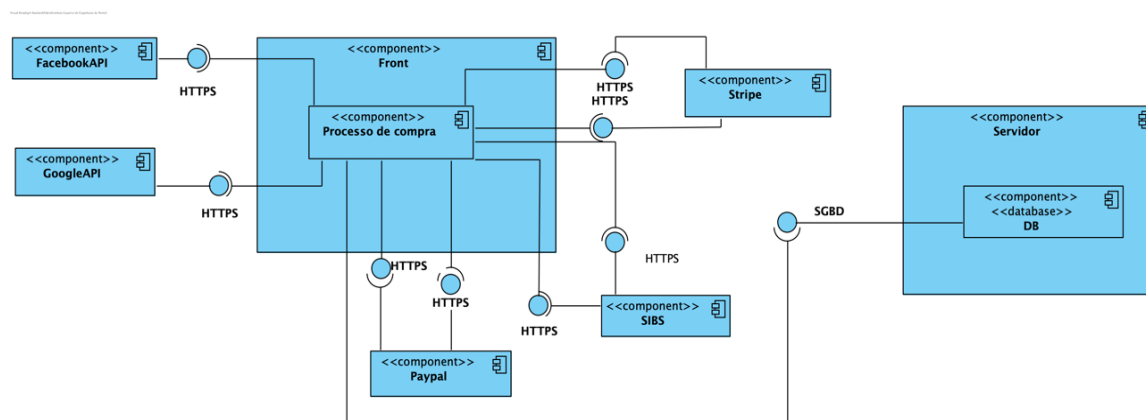 <<component>>
FacebookAPI
HTTPS
<<component>>
Front
<<component>>
Processo de compra
HTTPS
HTTPS
<<component>>
Stripe
<<component>>
GoogleAPI
HTTPS
<<component>>
Servidor
<<component>>
<<database>>
DB
SGBD
HTTPS
HTTPS
HTTPS
HTTPS
<<component>>
SIBS
<<component>>
Paypal